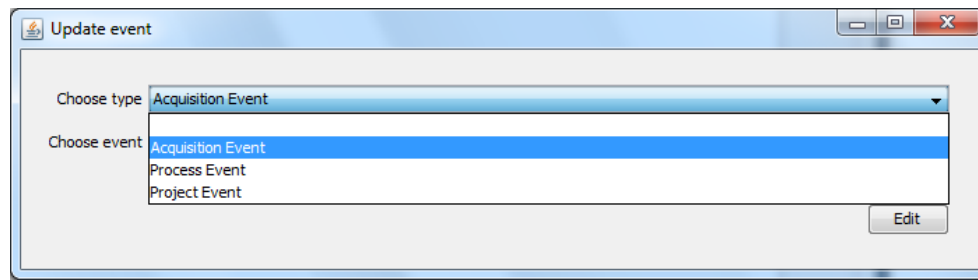 Update event
Choose type Acquisition Event
Choose event Acquisition Event
Process Event
Project Event
Edit